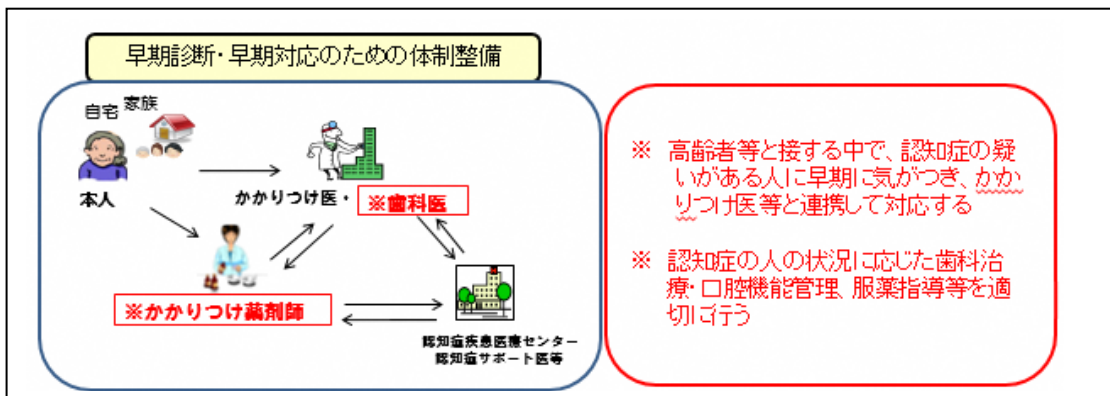 早期診断・早期対応のための体制整備
自宅 家族
本人
かかりつけ医・
※歯科医
※かかりつけ薬剤師
認知症疾患医療センター
認知症サポート医等
※ 高齢者等と接する中で、認知症の疑
いがある人に早期に気がつき、かか
りつけ医等と連携して対応する
※ 認知症の人の状況に応じた歯科治
療・口腔機能管理、服薬指導等を適
切に行う